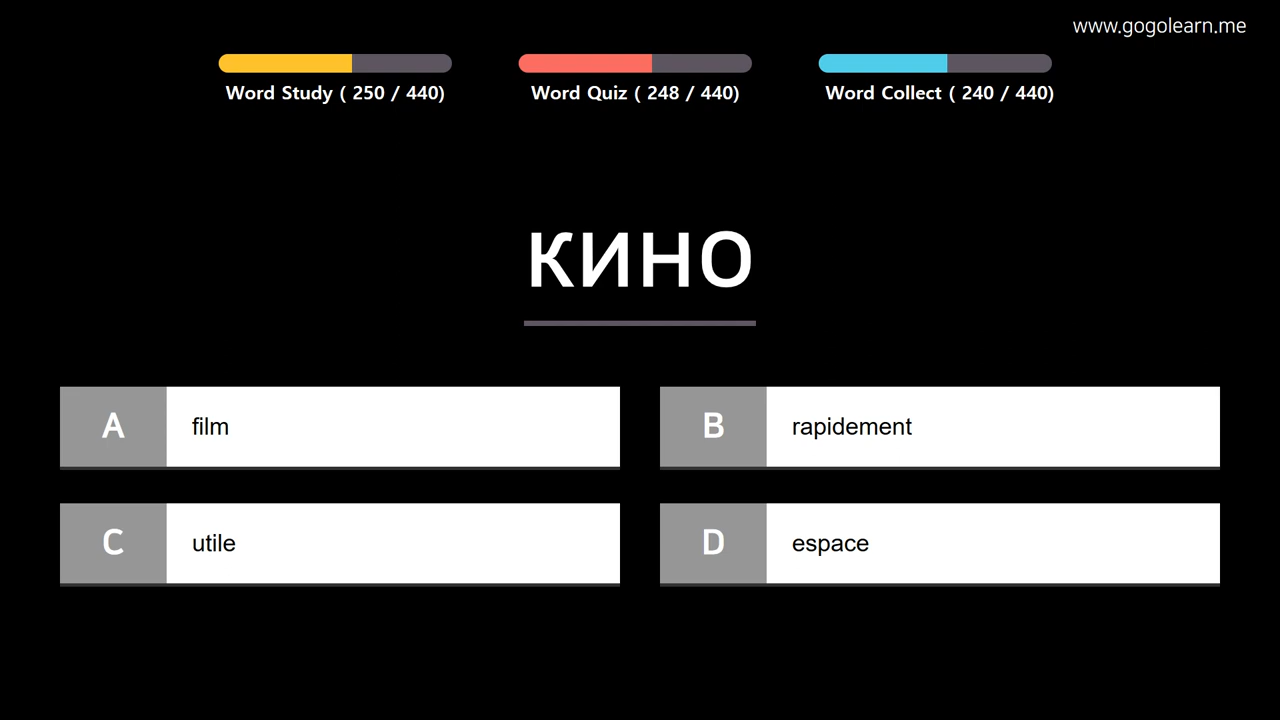 www.gogolearn.me
Word Study ( 250 / 440)
Word Quiz ( 248 / 440)
Word Collect ( 240 / 440)
кино
A film
B rapidement
C utile
D espace